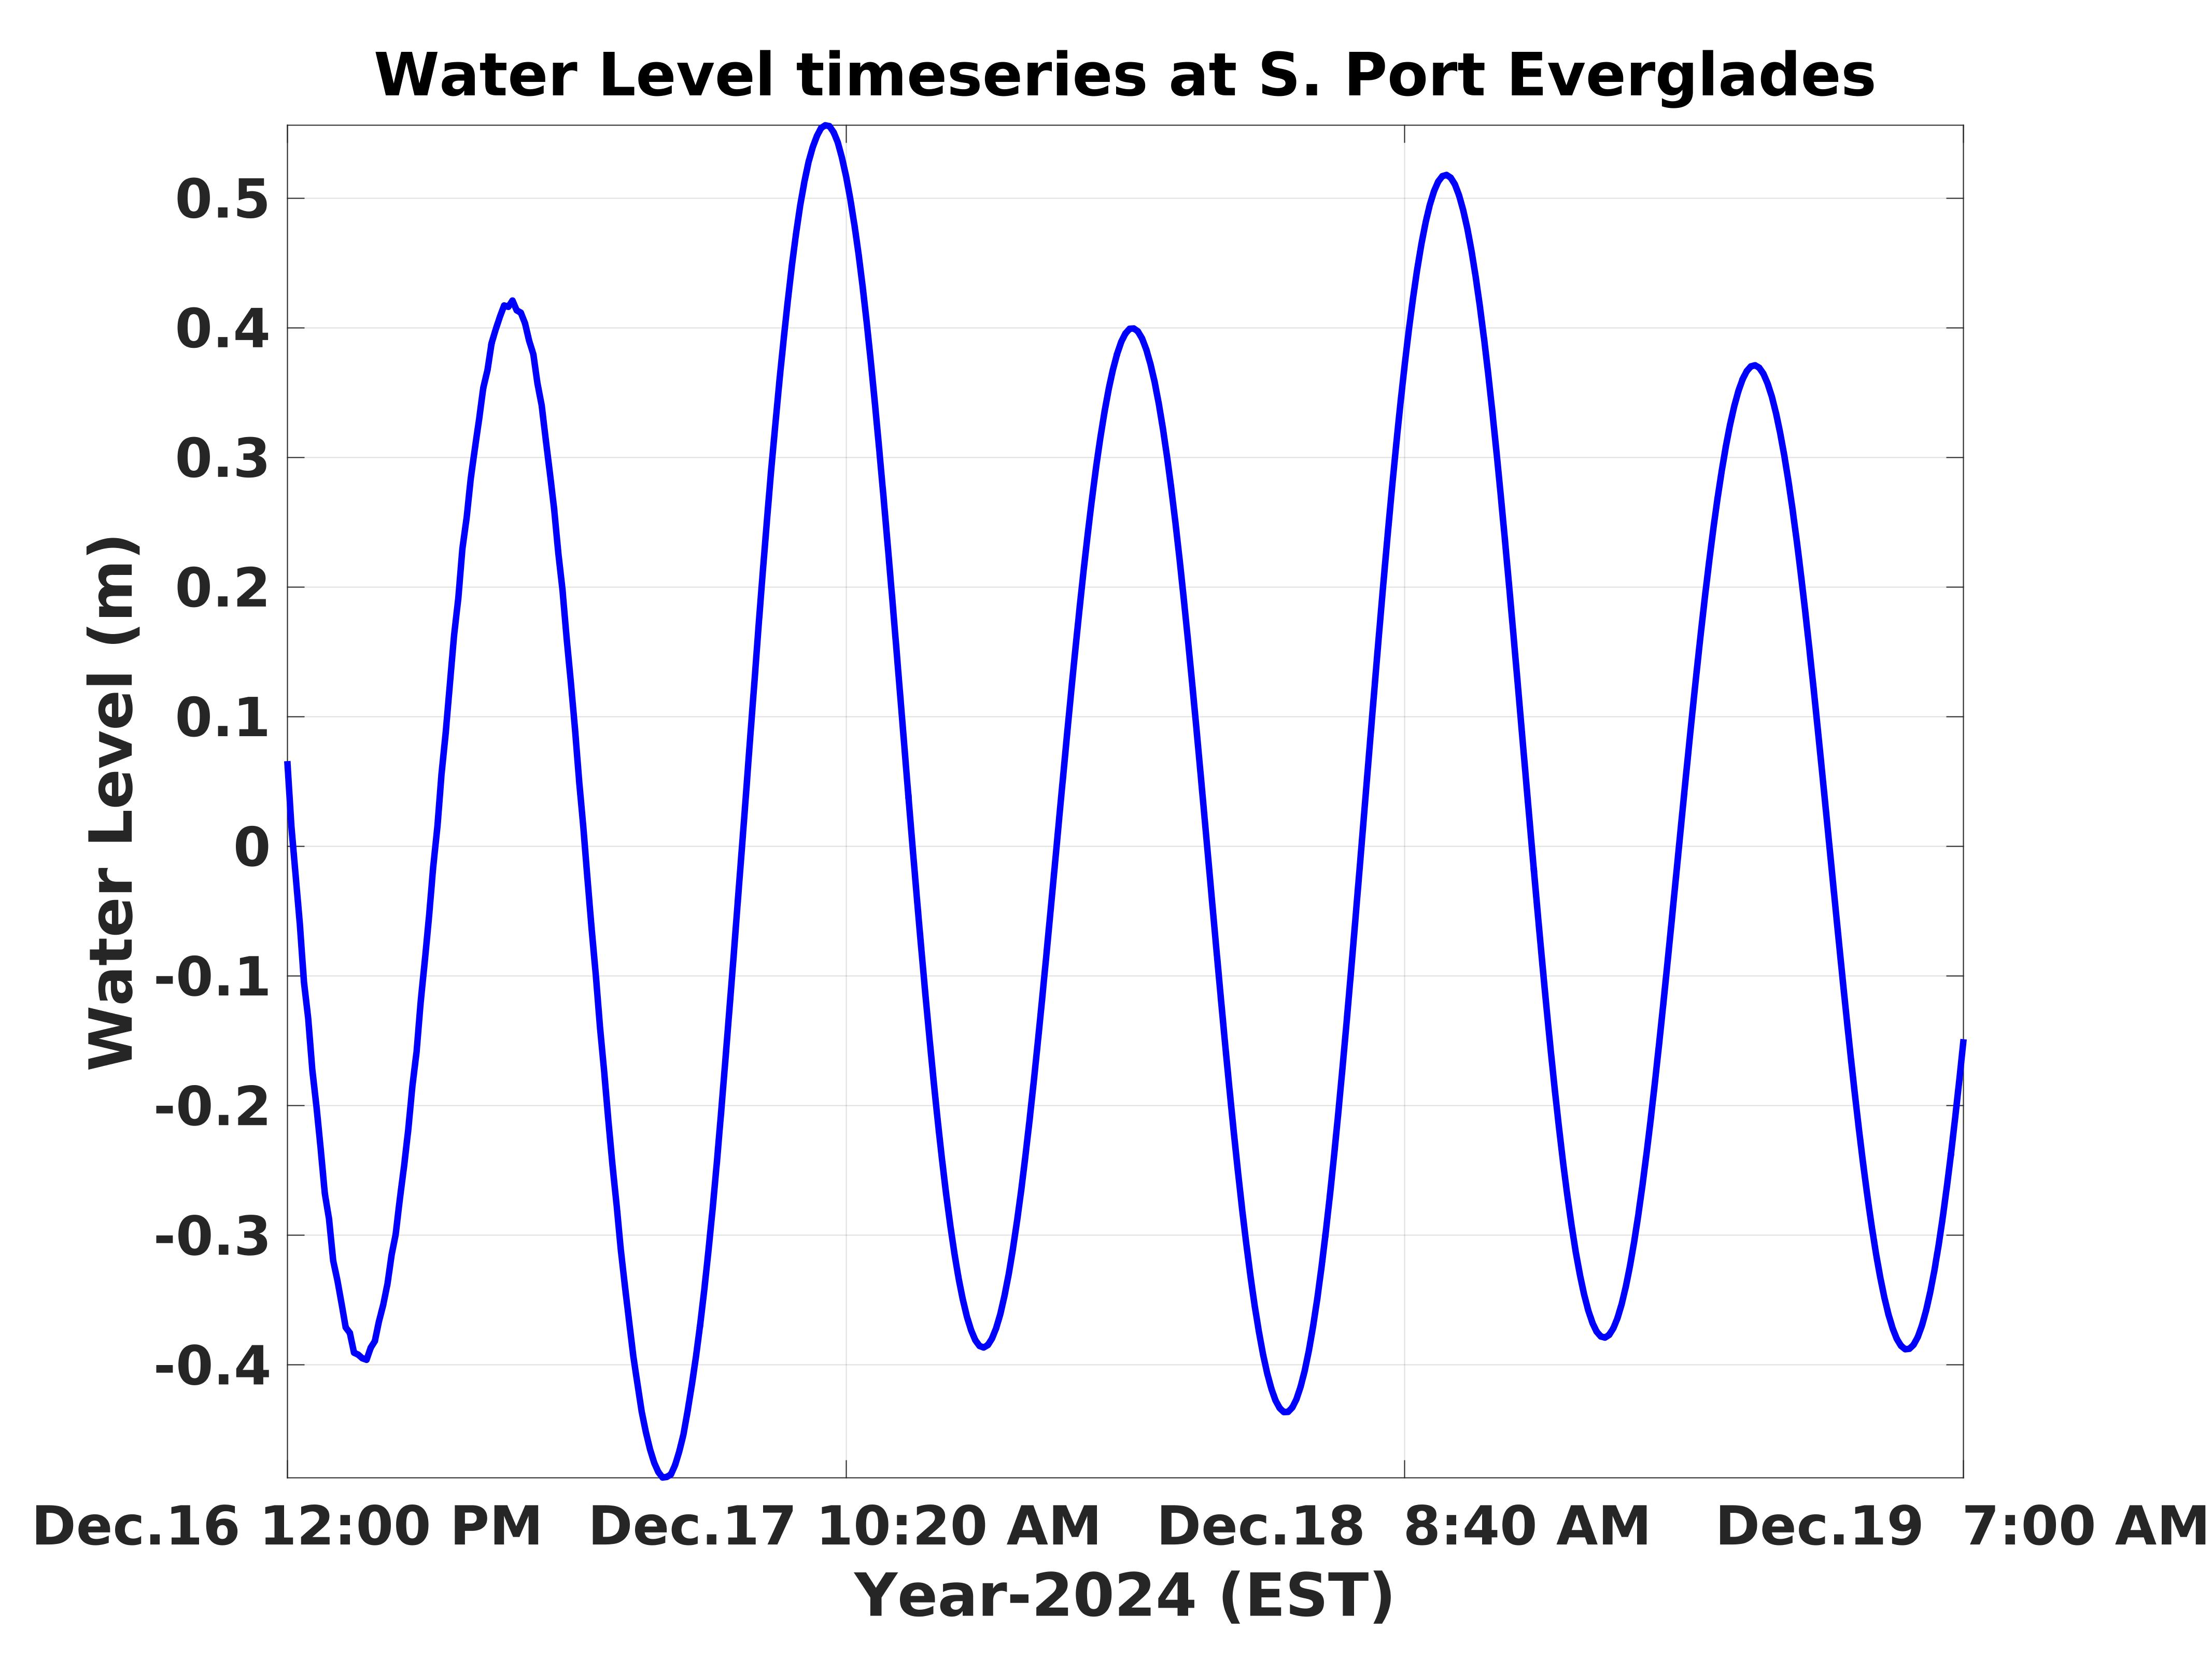 Water Level timeseries at S. Port Everglades
Water Level (m)
0.5
0.4
0.3
0.2
0.1
0
-0.1
-0.2
-0.3
-0.4
Dec.16 12:00 PM Dec.17 10:20 AM Dec.18 8:40 AM Dec.19 7:00 AM
Year-2024 (EST)